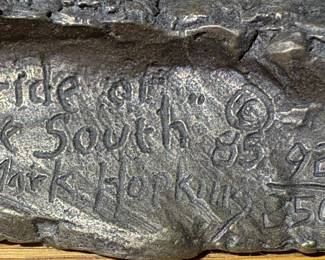 ride of.. ©
e South 85 92
Mark Hopkins 350